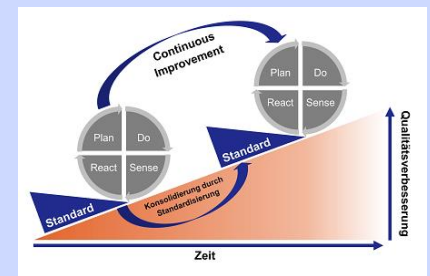 Continuous
Improvement
Plan
Do
React
Sense
Plan
Do
React
Sense
Standard
Standard
Konsolidierung durch
Standardisierung
Qualitätsverbesserung
Zeit